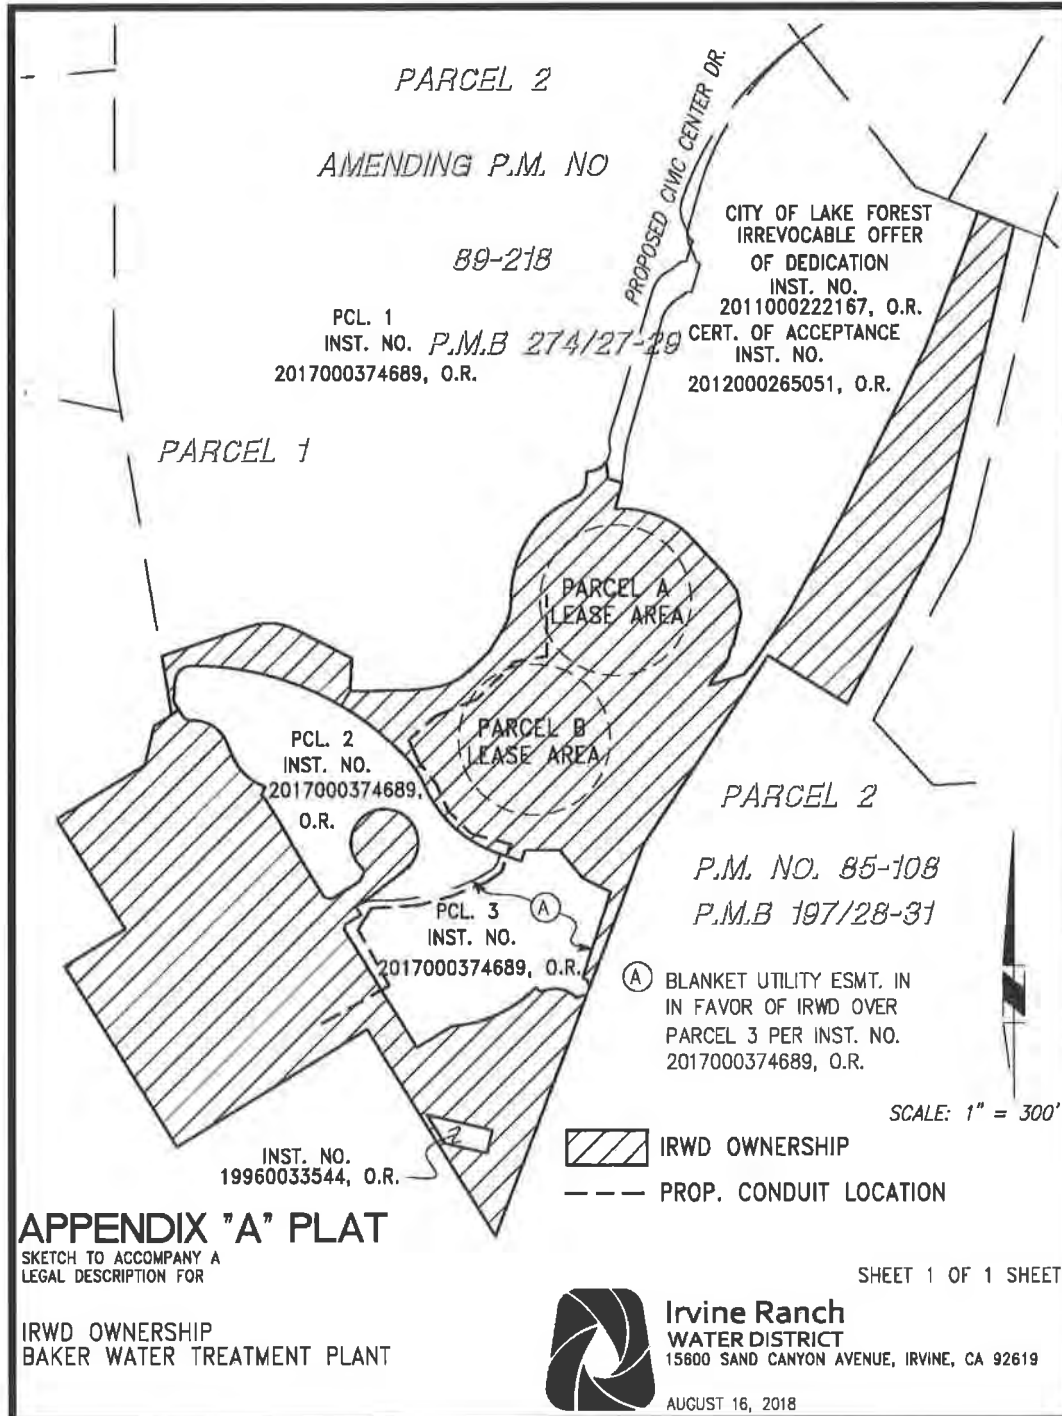 PARCEL 2
AMENDING P.M. NO
89-218
P.M.B 274/27-29
PROPOSED CIVIC CENTER DR.
CITY OF LAKE FOREST
IRREVOCABLE OFFER
OF DEDICATION
INST. NO.
2011000222167, O.R.
CERT. OF ACCEPTANCE
INST. NO.
2012000265051, O.R.
PCL. 1
INST. NO.
2017000374689, O.R.
PARCEL 1
PARCEL A
LEASE AREA
PARCEL B
LEASE AREA
PCL. 2
INST. NO.
2017000374689,
O.R.
PARCEL 2
P.M. NO. 85-108
P.M.B 197/28-31
A
PCL. 3
INST. NO.
2017000374689, O.R.
A BLANKET UTILITY ESMT. IN
IN FAVOR OF IRWD OVER
PARCEL 3 PER INST. NO.
2017000374689, O.R.
SCALE: 1" = 300'
INST. NO.
19960033544, O.R.
IRWD OWNERSHIP
PROP. CONDUIT LOCATION
APPENDIX "A" PLAT
SKETCH TO ACCOMPANY A
LEGAL DESCRIPTION FOR
IRWD OWNERSHIP
BAKER WATER TREATMENT PLANT
SHEET 1 OF 1 SHEET
Irvine Ranch
WATER DISTRICT
15600 SAND CANYON AVENUE, IRVINE, CA 92619
AUGUST 16, 2018